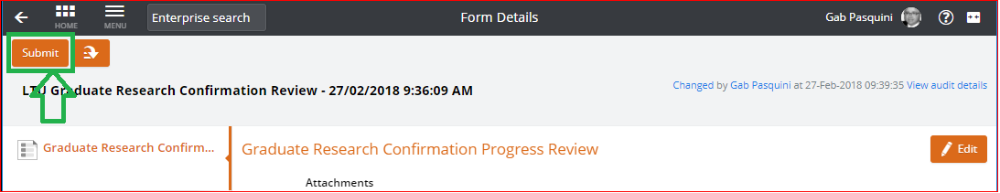 Enterprise search
Form Details
Gab Pasquini
HOME
MENU
Submit
LTU Graduate Research Confirmation Review - 27/02/2018 9:36:09 AM
Changed by Gab Pasquini at 27-Feb-2018 09:39:35 View audit details
Graduate Research Confirm...
Graduate Research Confirmation Progress Review
Edit
Attachments